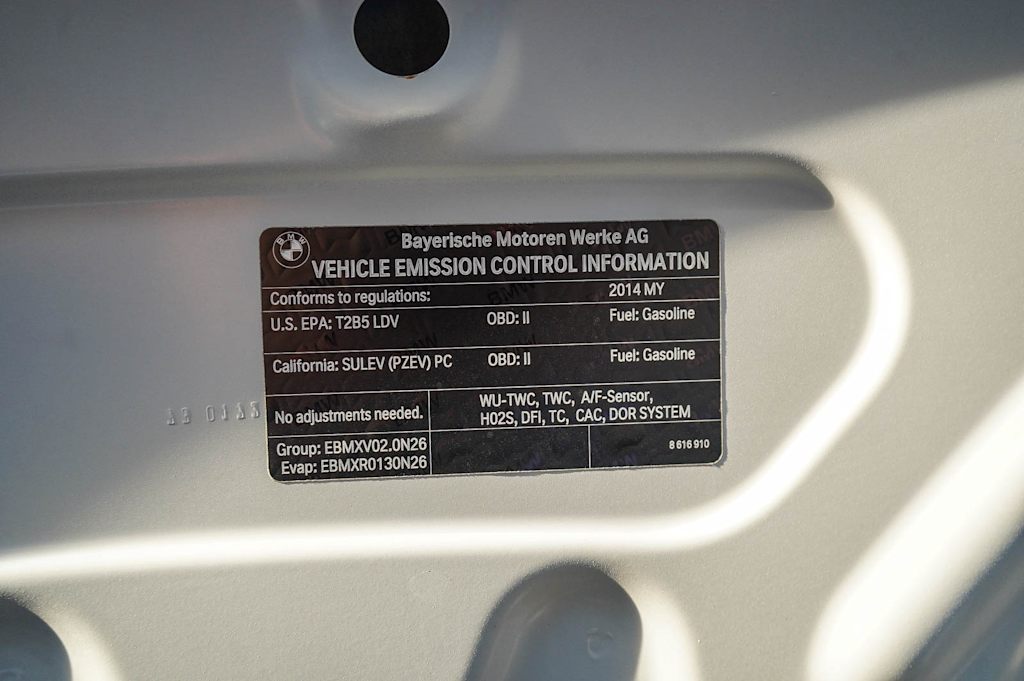 BMW
Bayerische Motoren Werke AG
VEHICLE EMISSION CONTROL INFORMATION
Conforms to regulations: 2014 MY
U.S. EPA: T2B5 LDV OBD: II Fuel: Gasoline
California: SULEV (PZEV) PC OBD: II Fuel: Gasoline
No adjustments needed.
WU-TWC, TWC, A/F-Sensor,
H02S, DFI, TC, CAC, DOR SYSTEM
Group: EBMXV02.0N26
Evap: EBMXR0130N26
8 616 910